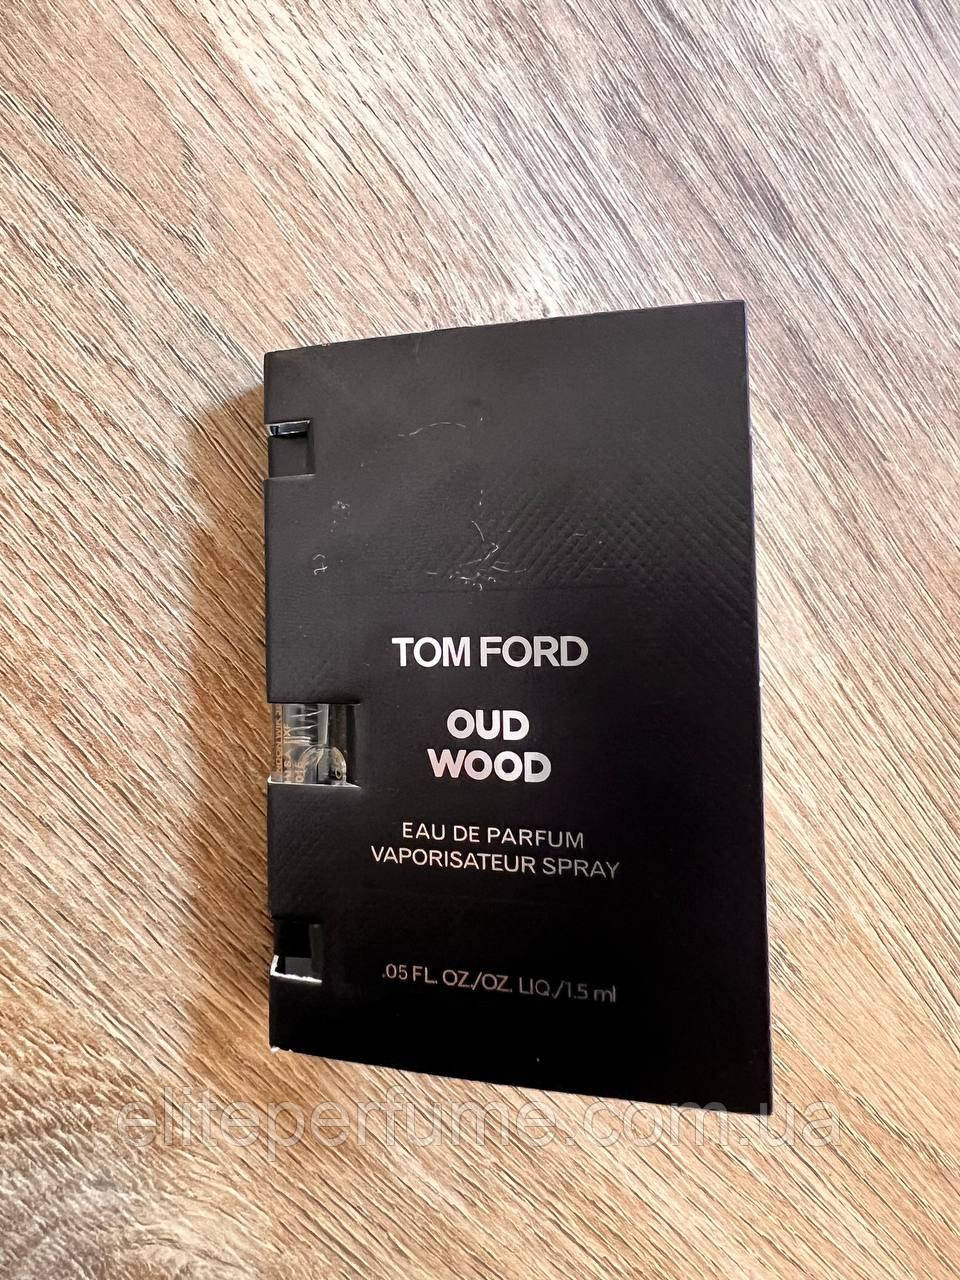 TOM FORD
OUD
WOOD
EAU DE PARFUM
VAPORISATEUR SPRAY
.05 FL. OZ./OZ. LIQ./1.5 ml
eliteperfume.com.ua